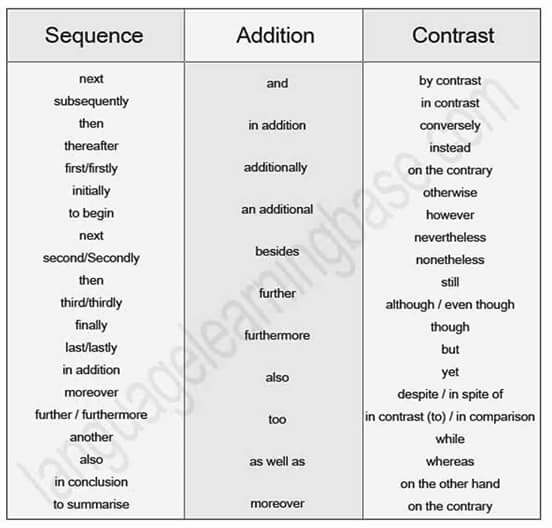 Sequence
Addition
Contrast
next
subsequently
then
thereafter
first/firstly
initially
to begin
next
second/Secondly
then
third/thirdly
finally
last/lastly
in addition
moreover
further / furthermore
another
also
in conclusion
to summarise
and
in addition
additionally
an additional
besides
further
furthermore
also
too
as well as
moreover
by contrast
in contrast
conversely
instead
on the contrary
otherwise
however
nevertheless
nonetheless
still
although / even though
though
but
yet
despite / in spite of
in contrast (to) / in comparison
while
whereas
on the other hand
on the contrary
languagelearningbase.com